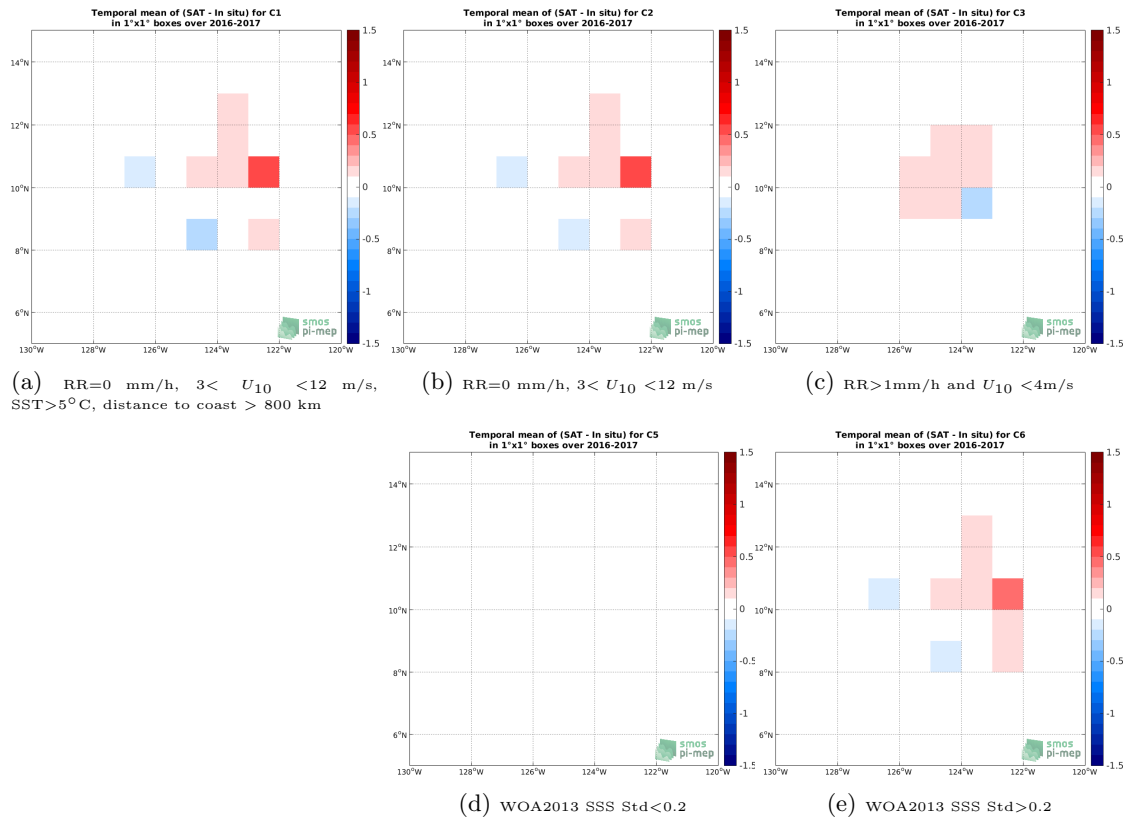 Temporal mean of (SAT - In situ) for C1
in 1°x1° boxes over 2016-2017
14°N
12°N
10°N
8°N
6°N
130°W 128°W 126°W 124°W 122°W 120°W
1.5
1
0.5
0
-0.5
-1
-1.5
smos
pi-mep
(a) RR=0 mm/h, 3< U10 <12 m/s,
SST>5°C, distance to coast > 800 km
Temporal mean of (SAT - In situ) for C2
in 1°x1° boxes over 2016-2017
14°N
12°N
10°N
8°N
6°N
130°W 128°W 126°W 124°W 122°W 120°W
1.5
1
0.5
0
-0.5
-1
-1.5
smos
pi-mep
(b) RR=0 mm/h, 3< U10 <12 m/s
Temporal mean of (SAT - In situ) for C3
in 1°x1° boxes over 2016-2017
14°N
12°N
10°N
8°N
6°N
130°W 128°W 126°W 124°W 122°W 120°W
1.5
1
0.5
0
-0.5
-1
-1.5
smos
pi-mep
(c) RR>1mm/h and U10 <4m/s
Temporal mean of (SAT - In situ) for C5
in 1°x1° boxes over 2016-2017
14°N
12°N
10°N
8°N
6°N
130°W 128°W 126°W 124°W 122°W 120°W
1.5
1
0.5
0
-0.5
-1
-1.5
smos
pi-mep
(d) WOA2013 SSS Std<0.2
Temporal mean of (SAT - In situ) for C6
in 1°x1° boxes over 2016-2017
14°N
12°N
10°N
8°N
6°N
130°W 128°W 126°W 124°W 122°W 120°W
1.5
1
0.5
0
-0.5
-1
-1.5
smos
pi-mep
(e) WOA2013 SSS Std>0.2